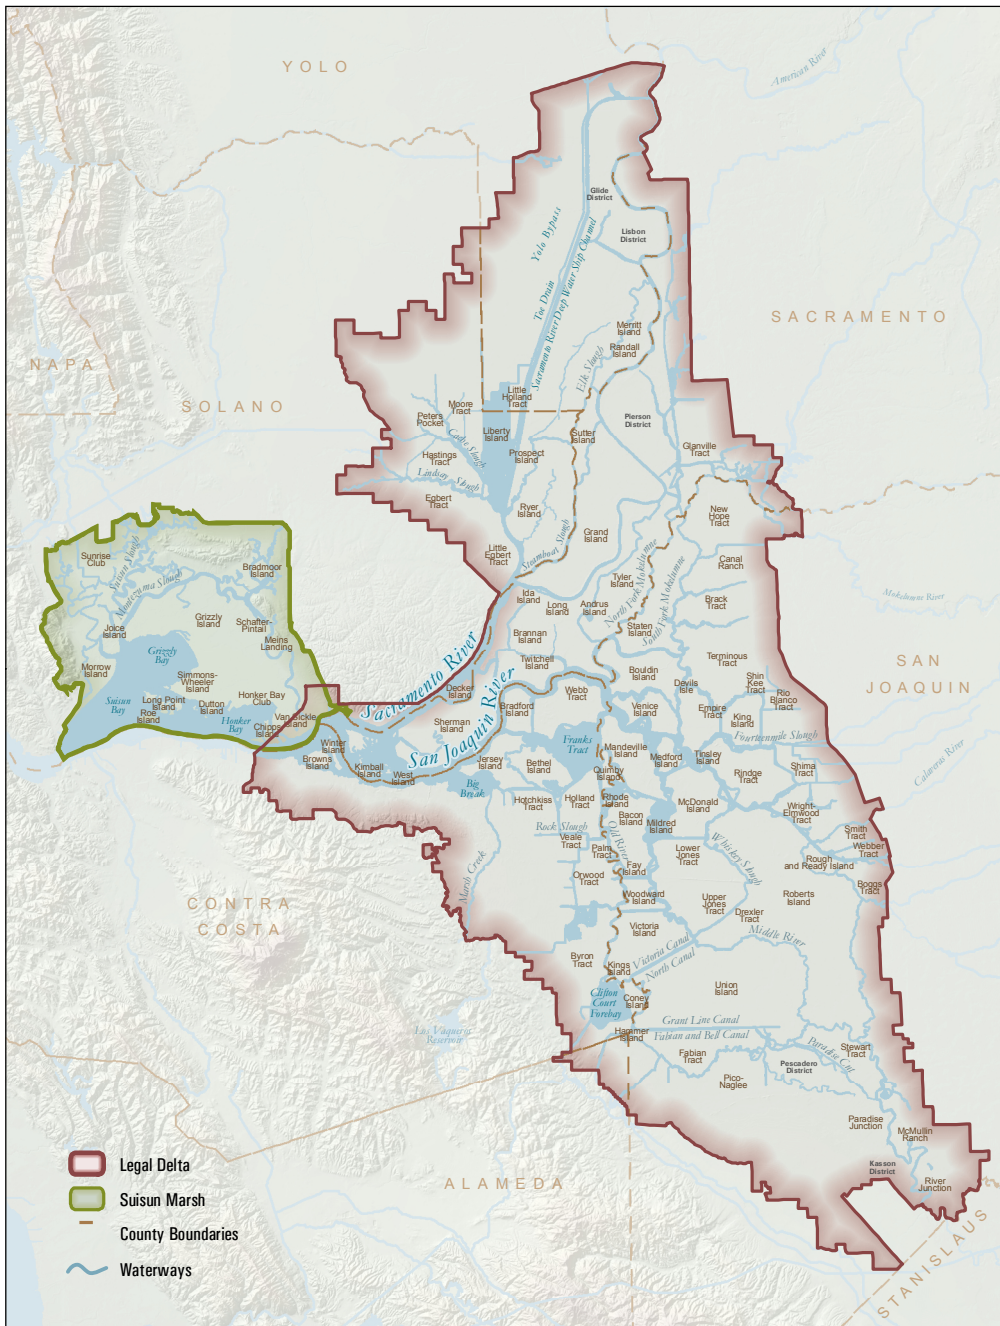 YOLO
American River
Glide
District
Lisbon
District
Yolo Bypass
Toe Drain
Sacramento River Deep Water Ship Channel
SACRAMENTO
Merritt
Island
Randall
Island
Elk Slough
NAPA
SOLANO
Little
Holland
Tract
Moore
Tract
Peters
Pocket
Liberty
Island
Cache Slough
Sutter
Island
Pierson
District
Glanville
Tract
Hastings
Tract
Prospect
Island
Lindsay Slough
Egbert
Tract
Ryer
Island
New
Hope
Tract
Grand
Island
Steamboat Slough
Little
Egbert
Tract
Sunrise
Club
Suisun Slough
Montezuma Slough
Bradmoor
Island
Canal
Ranch
Tyler
Island
North Fork Mokelumne
South Fork Mokelumne
Mokelumne River
Ida
Island
Long
Island
Andrus
Island
Brack
Tract
Joice
Island
Grizzly
Island
Schafter-
Pintail
Meins
Landing
Staten
Island
Brannan
Island
Grizzly
Bay
Twitchell
Island
Terminous
Tract
SAN
JOAQUIN
Morrow
Island
Simmons-
Wheeler
Island
Sacramento River
San Joaquin River
Bouldin
Island
Devils
Isle
Shin
Kee
Tract
Rio
Blanco
Tract
Decker
Island
Webb
Tract
Suisun
Bay
Long Point
Island
Roe
Island
Dutton
Island
Honker Bay
Club
Honker
Bay
Van Sickle
Island
Chipps
Island
Bradford
Island
Venice
Island
Empire
Tract
King
Island
Sherman
Island
Fourteenmile Slough
Calaveras River
Winter
Island
Browns
Island
Franks
Tract
Mandeville
Island
Medford
Island
Tinsley
Island
Kimball
Island
West
Island
Jersey
Island
Bethel
Island
Quimby
Island
Rindge
Tract
Shima
Tract
Big
Break
Hotchkiss
Tract
Holland
Tract
Rhode
Island
McDonald
Island
Wright-
Elmwood
Tract
Bacon
Island
Mildred
Island
Rock Slough
Veale
Tract
Palm
Tract
Old River
Smith
Tract
Webber
Tract
Whiskey Slough
Lower
Jones
Tract
Rough
and Ready Island
Marsh Creek
Fay
Island
Orwood
Tract
Boggs
Tract
CONTRA
COSTA
Woodward
Island
Upper
Jones
Tract
Drexler
Tract
Roberts
Island
Victoria
Island
Middle River
Byron
Tract
Kings
Island
Victoria Canal
North Canal
Clifton
Court
Forebay
Coney
Island
Union
Island
Los Vaqueros
Reservoir
Hammer
Island
Grant Line Canal
Fabian and Bell Canal
Fabian
Tract
Pescadero
District
Paradise Cut
Stewart
Tract
Pico-
Naglee
Paradise
Junction
McMullin
Ranch
Kasson
District
River
Junction
ALAMEDA
STANISLAUS
Legal Delta
Suisun Marsh
County Boundaries
Waterways